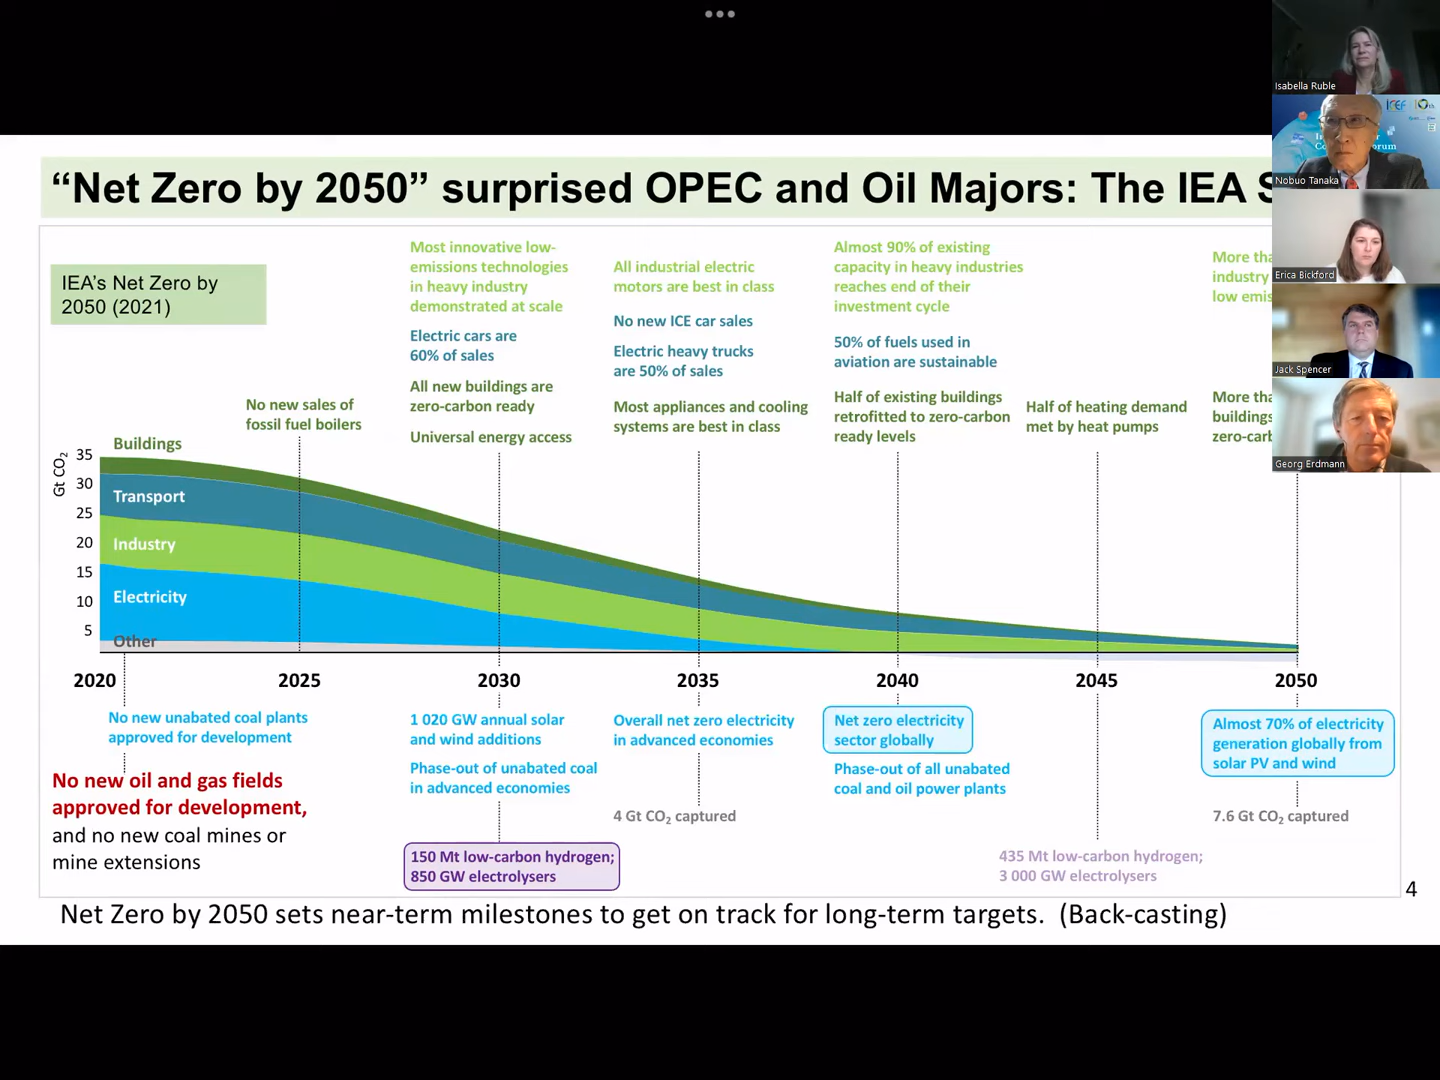 “Net Zero by 2050” surprised OPEC and Oil Majors: The IEA
IEA’s Net Zero by
2050 (2021)
Most innovative low-
emissions technologies
in heavy industry
demonstrated at scale
Electric cars are
60% of sales
All new buildings are
zero-carbon ready
Universal energy access
All industrial electric
motors are best in class
No new ICE car sales
Electric heavy trucks
are 50% of sales
Most appliances and cooling
systems are best in class
Almost 90% of existing
capacity in heavy industries
reaches end of their
investment cycle
50% of fuels used in
aviation are sustainable
Half of existing buildings
retrofitted to zero-carbon
ready levels
Half of heating demand
met by heat pumps
More
industry
low
More
buildings
No new sales of
fossil fuel boilers
Gt CO₂
35
30
25
20
15
10
5
Buildings
Transport
Industry
Electricity
Other
2020 2025 2030 2035 2040 2045 2050
No new unabated coal plants
approved for development
No new oil and gas fields
approved for development,
and no new coal mines or
mine extensions
1 020 GW annual solar
and wind additions
Phase-out of unabated coal
in advanced economies
150 Mt low-carbon hydrogen;
850 GW electrolysers
Overall net zero electricity
in advanced economies
4 Gt CO₂ captured
Net zero electricity
sector globally
Phase-out of all unabated
coal and oil power plants
435 Mt low-carbon hydrogen;
3 000 GW electrolysers
Almost 70% of electricity
generation globally from
solar PV and wind
7.6 Gt CO₂ captured
4
Net Zero by 2050 sets near-term milestones to get on track for long-term targets. (Back-casting)
Isabella Ruble
ICEF
Nobuo Tanaka
Erica Bickford
Jack Spencer
Georg Erdmann